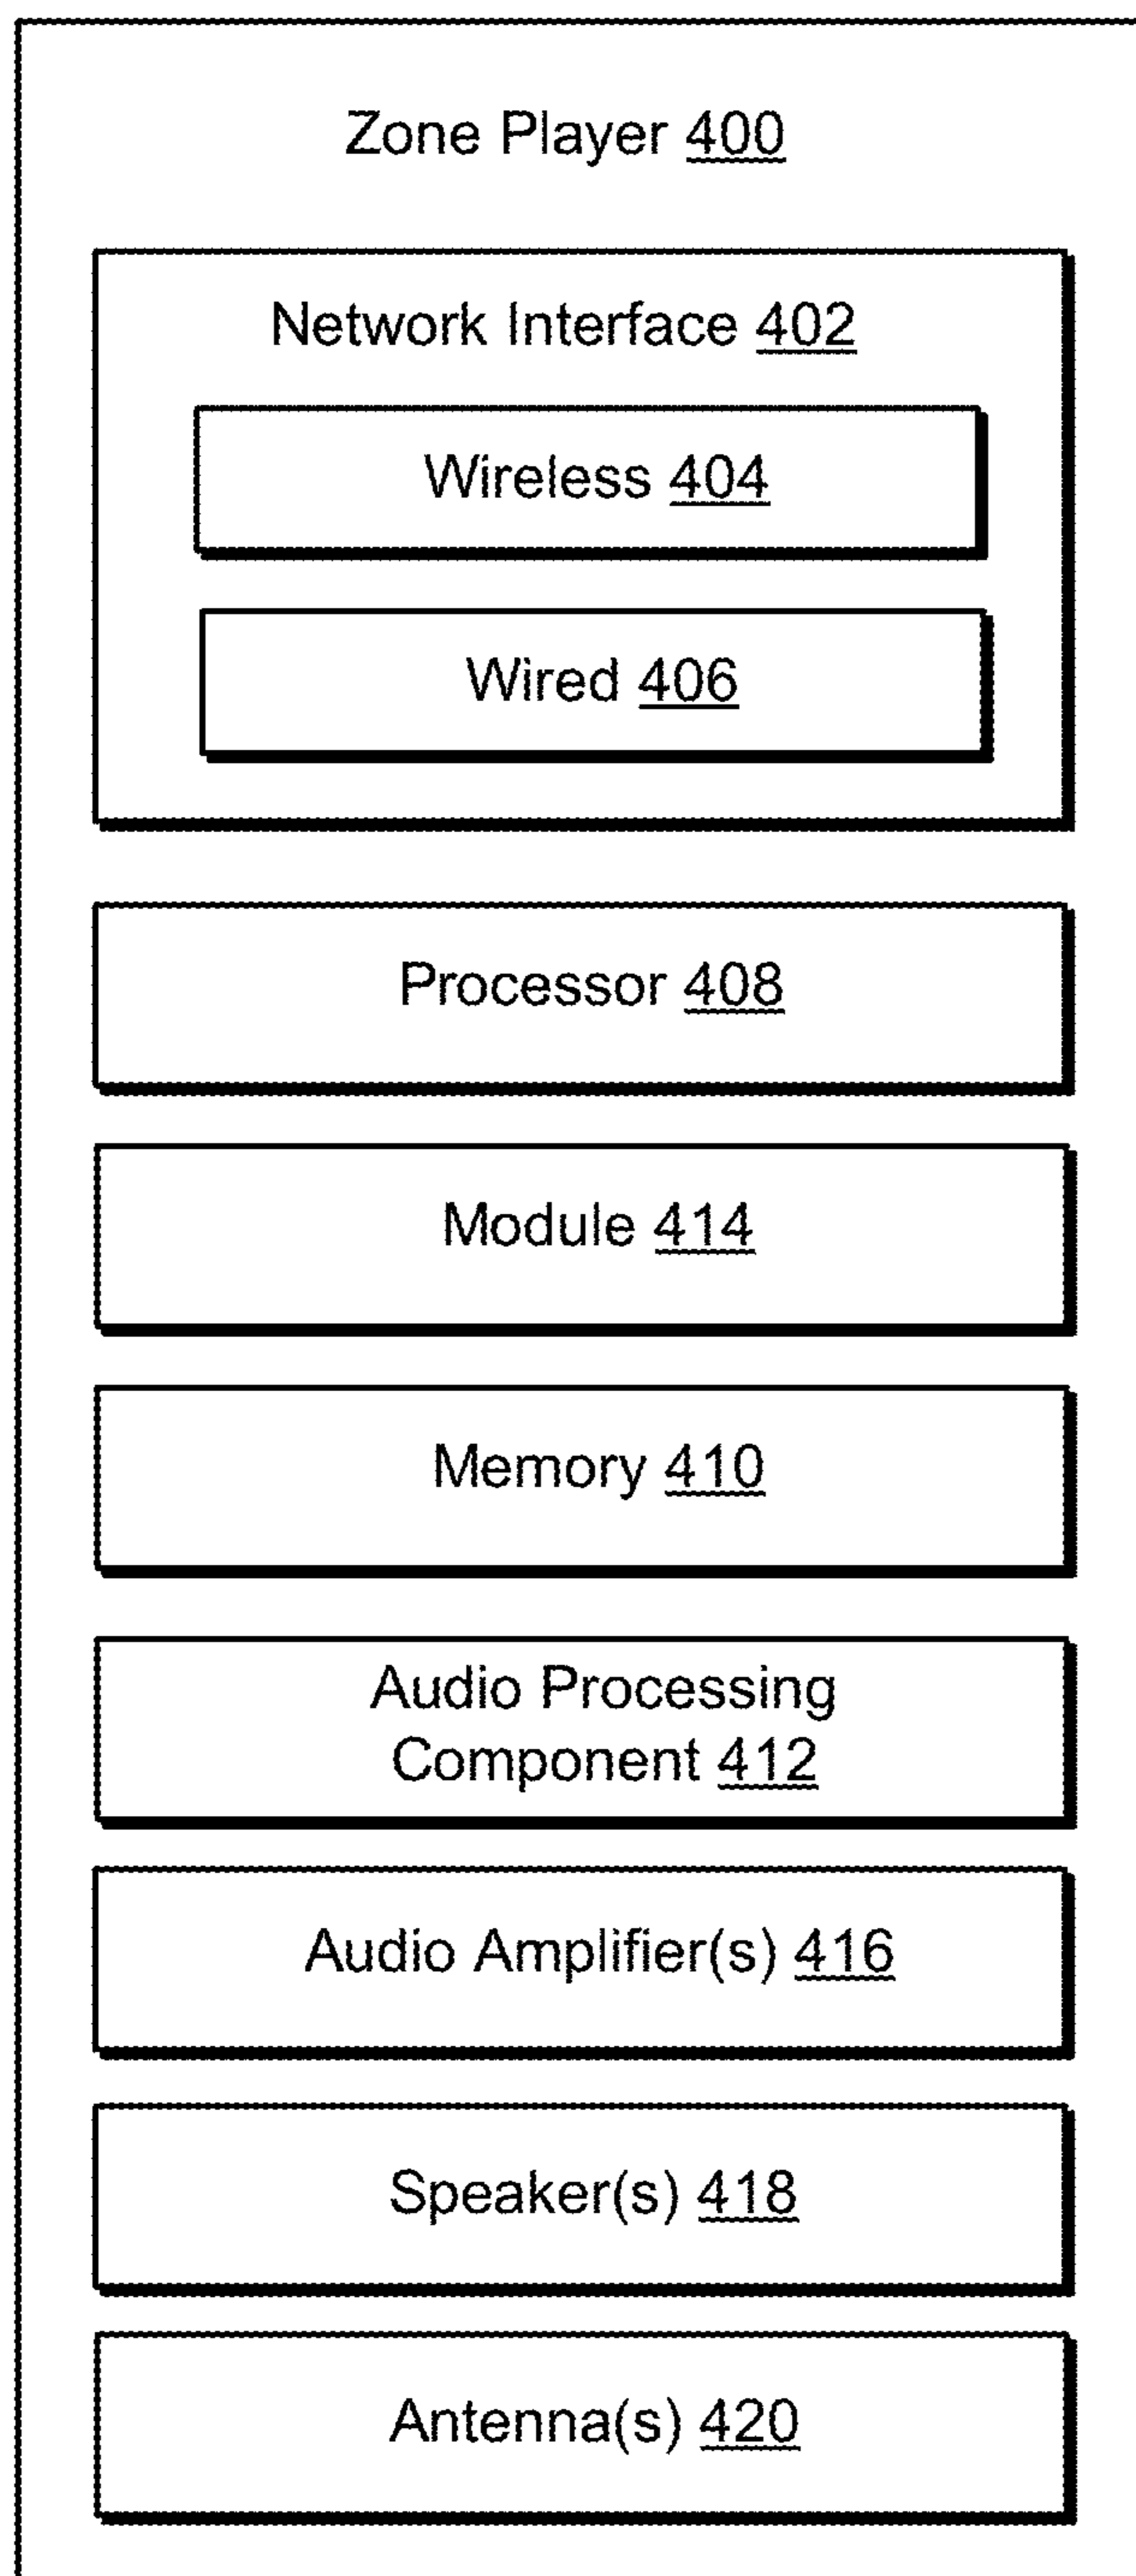 Zone Player 400
Network Interface 402
Wireless 404
Wired 406
Processor 408
Module 414
Memory 410
Audio Processing
Component 412
Audio Amplifier(s) 416
Speaker(s) 418
Antenna(s) 420